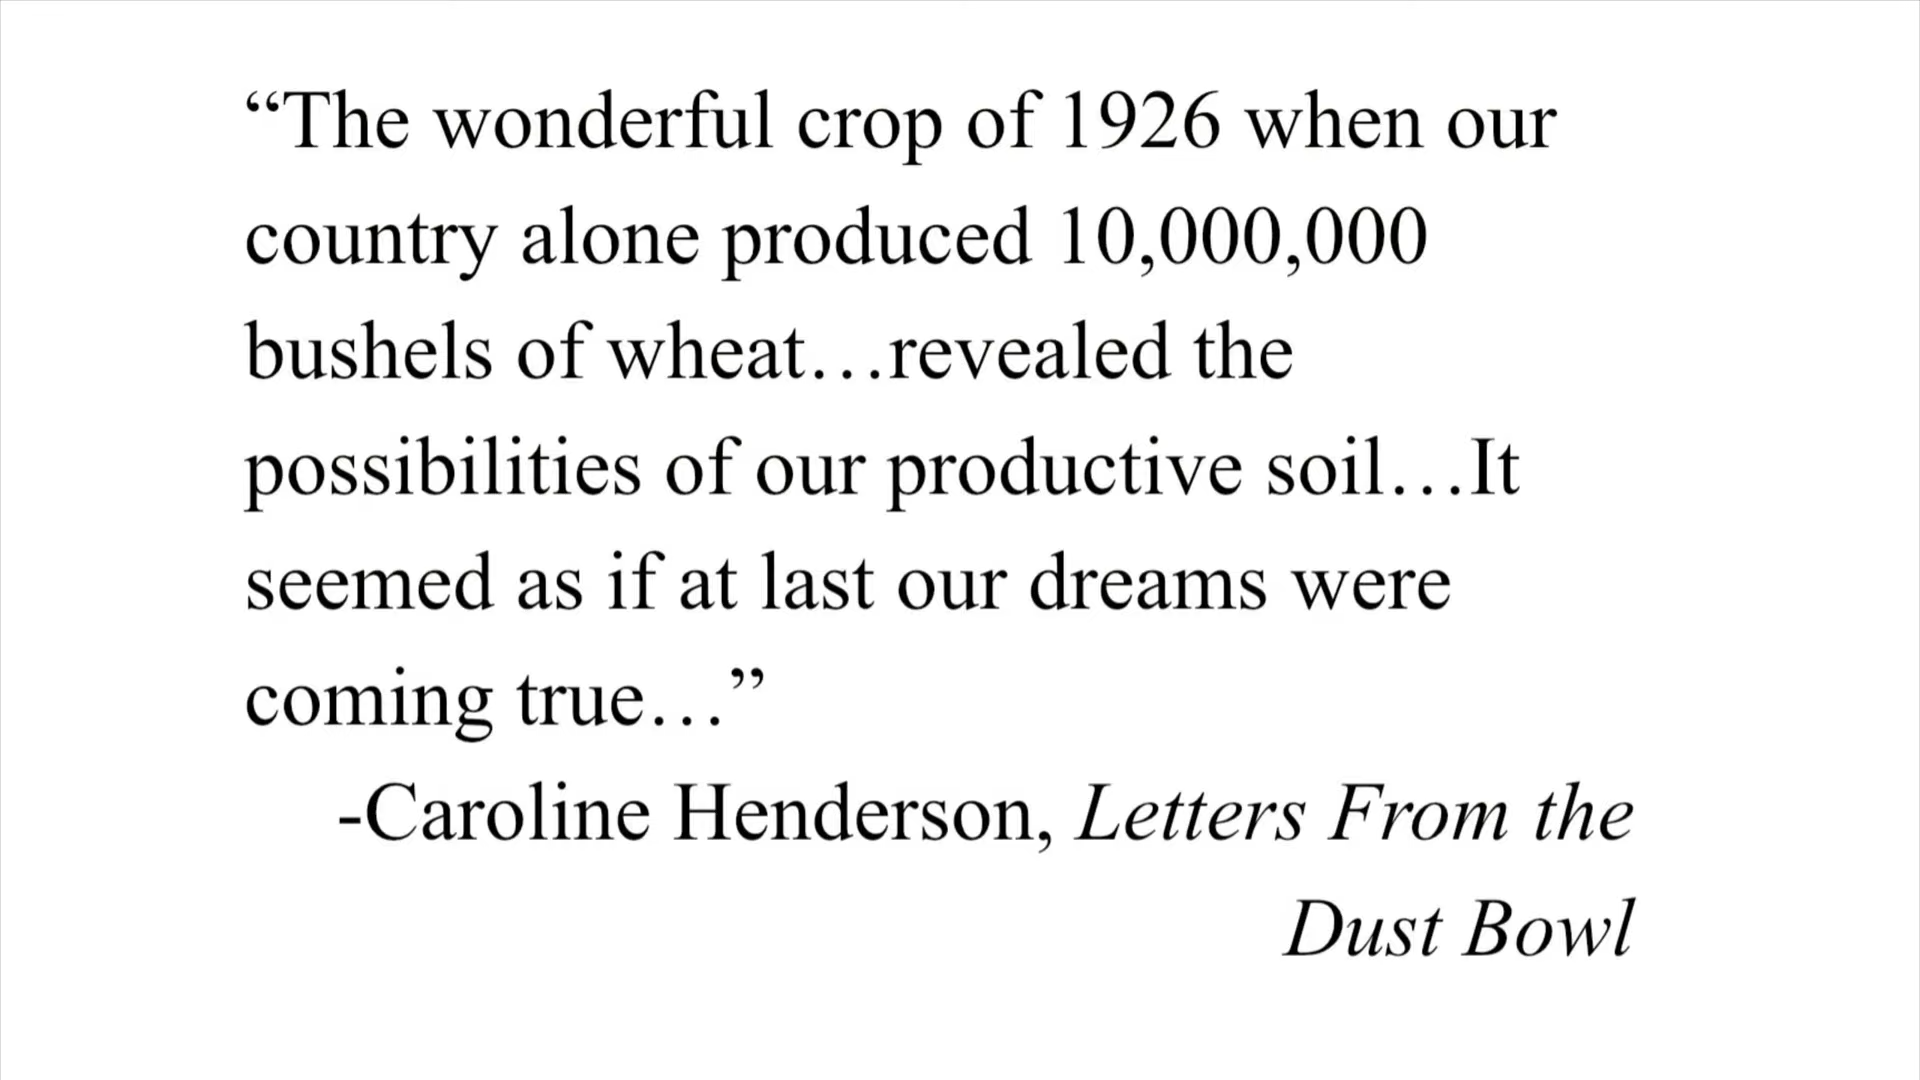 “The wonderful crop of 1926 when our
country alone produced 10,000,000
bushels of wheat…revealed the
possibilities of our productive soil…It
seemed as if at last our dreams were
coming true…”
-Caroline Henderson, Letters From the
Dust Bowl